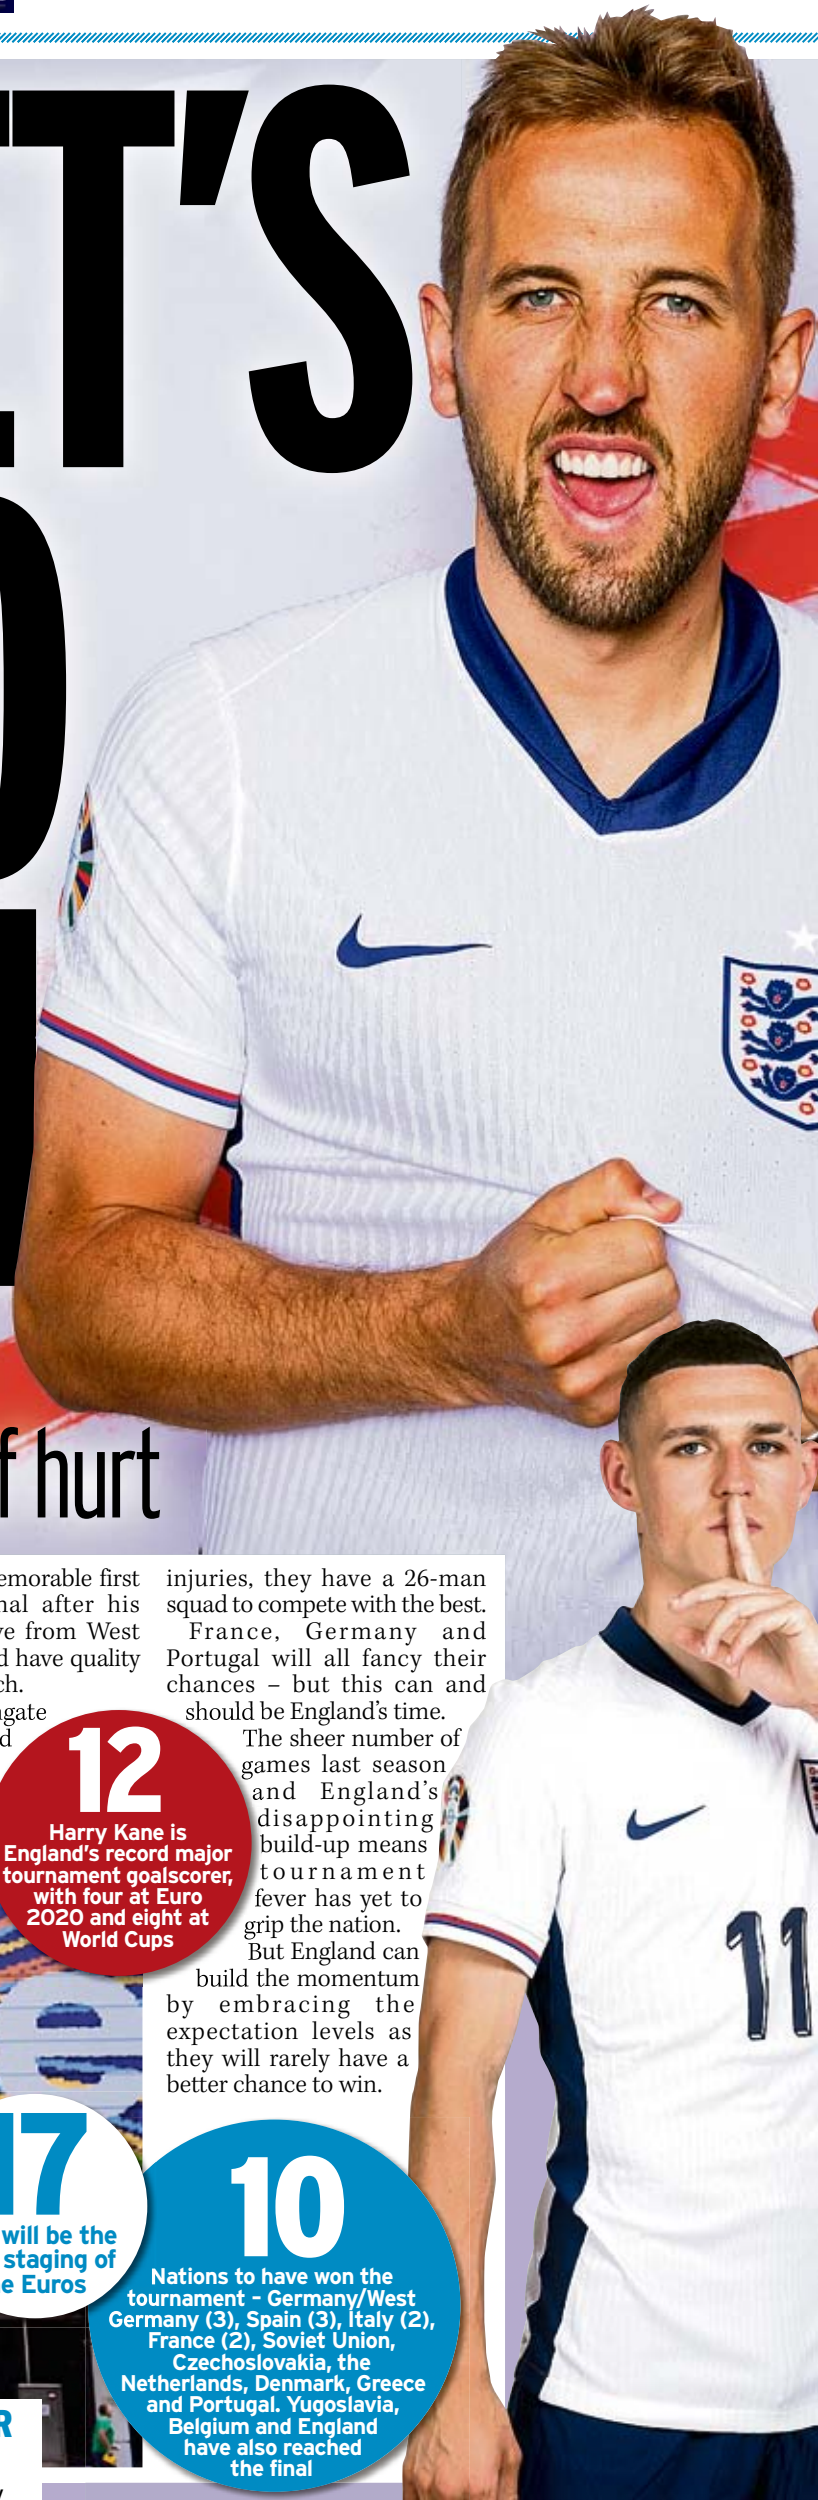 T'S
hurt
first
after his
from West
have quality
injuries, they have a 26-man
squad to compete with the best.
France, Germany and
Portugal will all fancy their
chances – but this can and
should be England's time.
The sheer number of
games last season
and England's
disappointing
build-up means
tournament
fever has yet to
grip the nation.
But England can
build the momentum
by embracing the
expectation levels as
they will rarely have a
better chance to win.
12
Harry Kane is
England's record major
tournament goalscorer,
with four at Euro
2020 and eight at
World Cups
17
will be the
staging of
Euros
10
Nations to have won the
tournament – Germany/West
Germany (3), Spain (3), Italy (2),
France (2), Soviet Union,
Czechoslovakia, the
Netherlands, Denmark, Greece
and Portugal. Yugoslavia,
Belgium and England
have also reached
the final
11